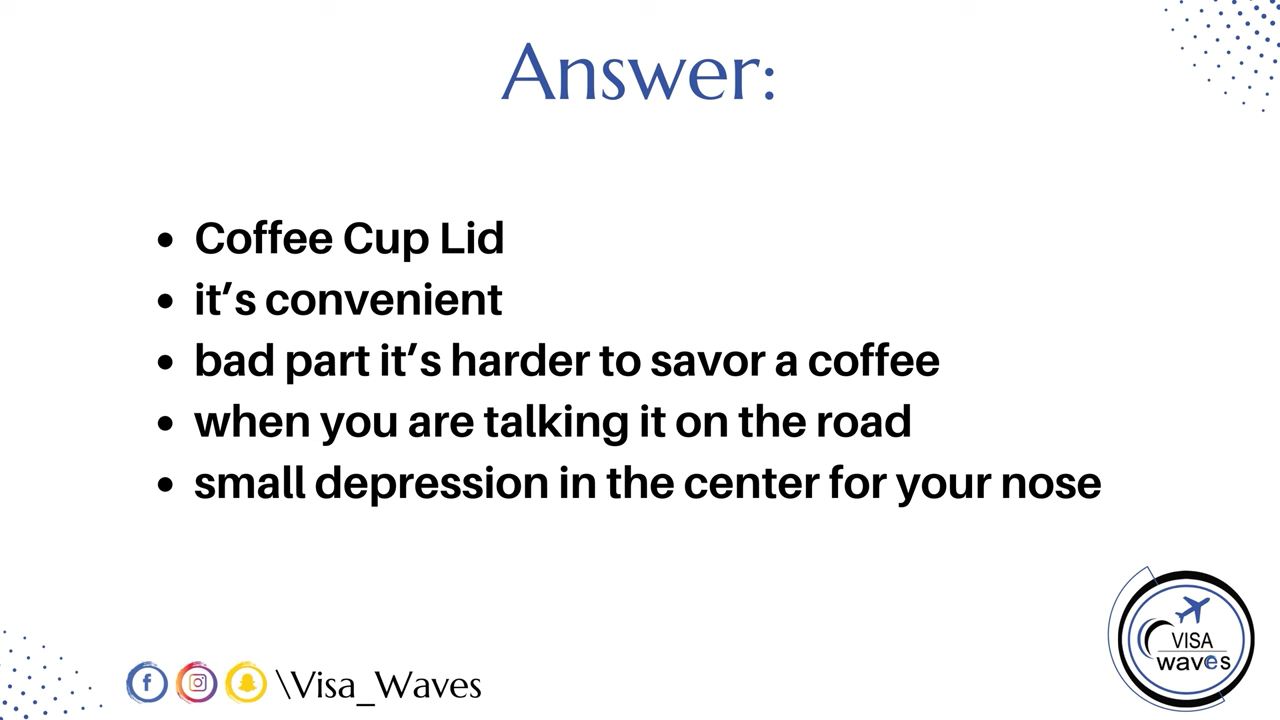 Answer:
• Coffee Cup Lid
• it’s convenient
• bad part it’s harder to savor a coffee
• when you are talking it on the road
• small depression in the center for your nose
\Visa_Waves
VISA
waves